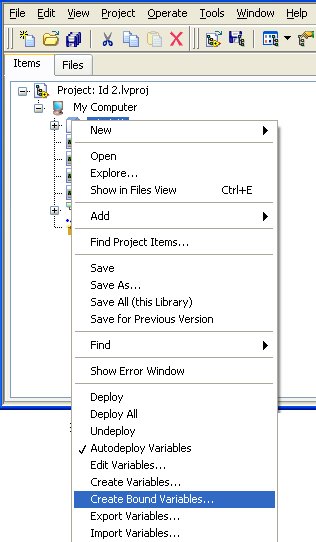 File Edit View Project Operate Tools Window Help
Items Files
Project: Id 2.lvproj
My Computer
New
Open
Explore...
Show in Files View Ctrl+E
Add
Find Project Items...
Save
Save As...
Save All (this Library)
Save for Previous Version
Find
Show Error Window
Deploy
Deploy All
Undeploy
Autodeploy Variables
Edit Variables...
Create Variables...
Create Bound Variables...
Export Variables...
Import Variables...